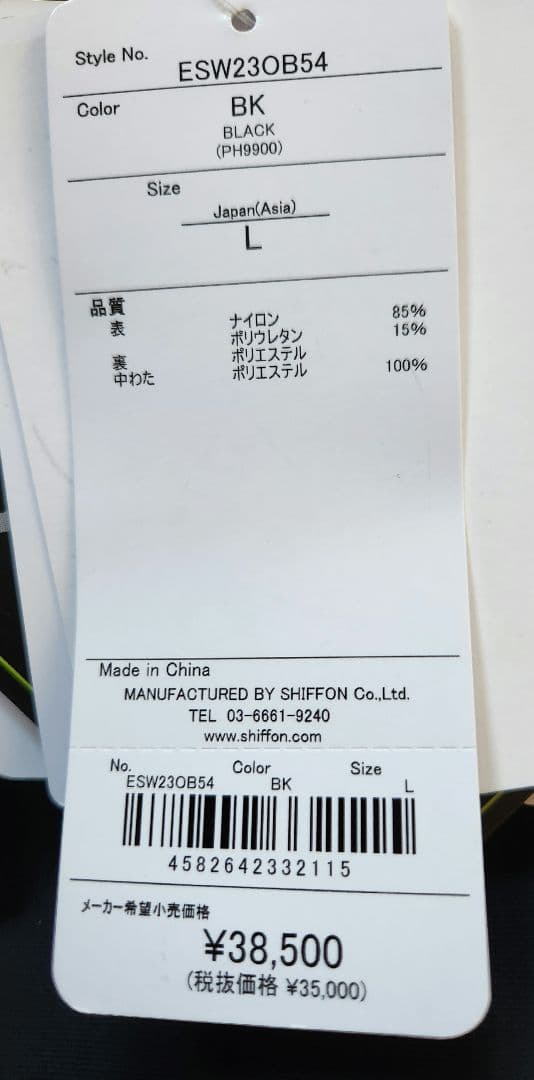 Style No. ESW23OB54
Color BK
BLACK
(PH9900)
Size
Japan(Asia)
L
品質
表 ナイロン 85%
ポリウレタン 15%
裏 ポリエステル
中わた ポリエステル 100%
Made in China
MANUFACTURED BY SHIFFON Co.,Ltd.
TEL 03-6661-9240
www.shiffon.com
No. Color Size
ESW23OB54 BK L
4582642332115
メーカー希望小売価格
¥38,500
(税抜価格 ¥35,000)